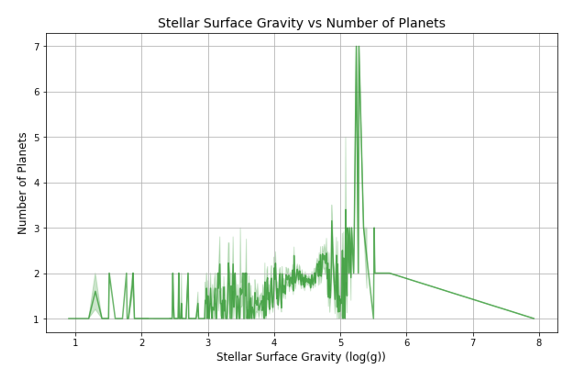 Stellar Surface Gravity vs Number of Planets
7
6
5
4
3
2
1
Number of Planets
1 2 3 4 5 6 7 8
Stellar Surface Gravity (log(g))